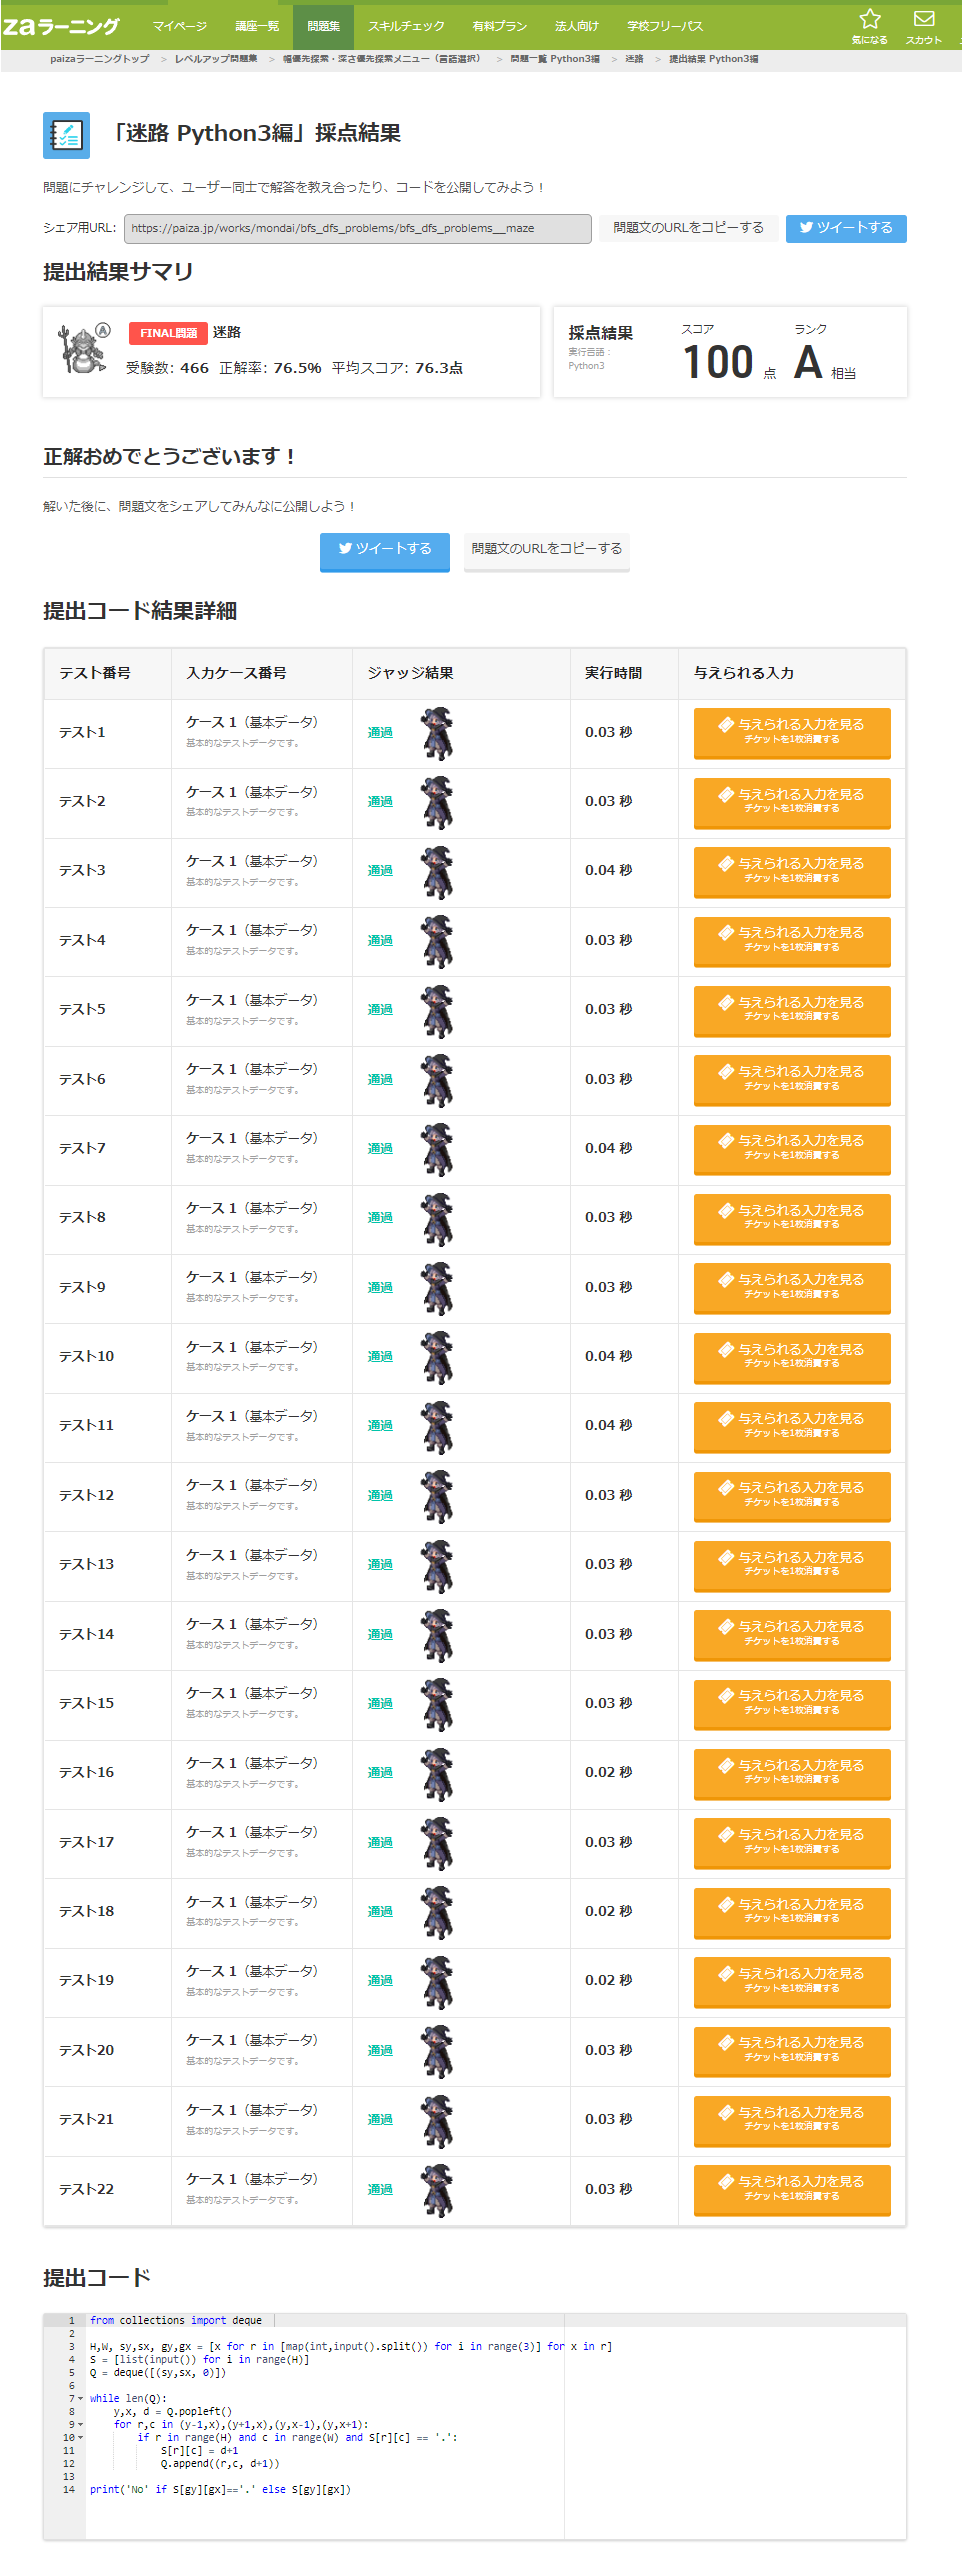 zaラーニング
マイページ 講座一覧 問題集 スキルチェック 有料プラン 法人向け 学校フリーパス 気になる スカウト
paizaラーニングトップ > レベルアップ問題集 > 幅優先探索・深さ優先探索メニュー（言語選択） > 問題一覧 Python3編 > 迷路 > 提出結果 Python3編
「迷路 Python3編」採点結果
問題にチャレンジして、ユーザー同士で解答を教え合ったり、コードを公開してみよう！
シェア用URL: https://paiza.jp/works/mondai/bfs_dfs_problems/bfs_dfs_problems__maze 問題文のURLをコピーする ツイートする
提出結果サマリ
A FINAL問題 迷路
受験数: 466 正解率: 76.5% 平均スコア: 76.3点
採点結果
実行言語：
Python3
スコア
100 点
ランク
A 相当
正解おめでとうございます！
解いた後に、問題文をシェアしてみんなに公開しよう！
ツイートする 問題文のURLをコピーする
提出コード結果詳細
テスト番号 入力ケース番号 ジャッジ結果 実行時間 与えられる入力
テスト1 ケース 1（基本データ） 通過 0.03 秒 与えられる入力を見る
基本的なテストデータです。 チケットを1枚消費する
テスト2 ケース 1（基本データ） 通過 0.03 秒 与えられる入力を見る
基本的なテストデータです。 チケットを1枚消費する
テスト3 ケース 1（基本データ） 通過 0.04 秒 与えられる入力を見る
基本的なテストデータです。 チケットを1枚消費する
テスト4 ケース 1（基本データ） 通過 0.03 秒 与えられる入力を見る
基本的なテストデータです。 チケットを1枚消費する
テスト5 ケース 1（基本データ） 通過 0.03 秒 与えられる入力を見る
基本的なテストデータです。 チケットを1枚消費する
テスト6 ケース 1（基本データ） 通過 0.03 秒 与えられる入力を見る
基本的なテストデータです。 チケットを1枚消費する
テスト7 ケース 1（基本データ） 通過 0.04 秒 与えられる入力を見る
基本的なテストデータです。 チケットを1枚消費する
テスト8 ケース 1（基本データ） 通過 0.03 秒 与えられる入力を見る
基本的なテストデータです。 チケットを1枚消費する
テスト9 ケース 1（基本データ） 通過 0.03 秒 与えられる入力を見る
基本的なテストデータです。 チケットを1枚消費する
テスト10 ケース 1（基本データ） 通過 0.04 秒 与えられる入力を見る
基本的なテストデータです。 チケットを1枚消費する
テスト11 ケース 1（基本データ） 通過 0.04 秒 与えられる入力を見る
基本的なテストデータです。 チケットを1枚消費する
テスト12 ケース 1（基本データ） 通過 0.03 秒 与えられる入力を見る
基本的なテストデータです。 チケットを1枚消費する
テスト13 ケース 1（基本データ） 通過 0.03 秒 与えられる入力を見る
基本的なテストデータです。 チケットを1枚消費する
テスト14 ケース 1（基本データ） 通過 0.03 秒 与えられる入力を見る
基本的なテストデータです。 チケットを1枚消費する
テスト15 ケース 1（基本データ） 通過 0.03 秒 与えられる入力を見る
基本的なテストデータです。 チケットを1枚消費する
テスト16 ケース 1（基本データ） 通過 0.02 秒 与えられる入力を見る
基本的なテストデータです。 チケットを1枚消費する
テスト17 ケース 1（基本データ） 通過 0.03 秒 与えられる入力を見る
基本的なテストデータです。 チケットを1枚消費する
テスト18 ケース 1（基本データ） 通過 0.02 秒 与えられる入力を見る
基本的なテストデータです。 チケットを1枚消費する
テスト19 ケース 1（基本データ） 通過 0.02 秒 与えられる入力を見る
基本的なテストデータです。 チケットを1枚消費する
テスト20 ケース 1（基本データ） 通過 0.03 秒 与えられる入力を見る
基本的なテストデータです。 チケットを1枚消費する
テスト21 ケース 1（基本データ） 通過 0.03 秒 与えられる入力を見る
基本的なテストデータです。 チケットを1枚消費する
テスト22 ケース 1（基本データ） 通過 0.03 秒 与えられる入力を見る
基本的なテストデータです。 チケットを1枚消費する
提出コード
1 from collections import deque
2
3 H,W, sy,sx, gy,gx = [x for r in [map(int,input().split()) for i in range(3)] for x in r]
4 S = [list(input()) for i in range(H)]
5 Q = deque([(sy,sx, 0)])
6
7 while len(Q):
8 y,x, d = Q.popleft()
9 for r,c in (y-1,x),(y+1,x),(y,x-1),(y,x+1):
10 if r in range(H) and c in range(W) and S[r][c] == '.':
11 S[r][c] = d+1
12 Q.append((r,c, d+1))
13
14 print('No' if S[gy][gx]=='.' else S[gy][gx])